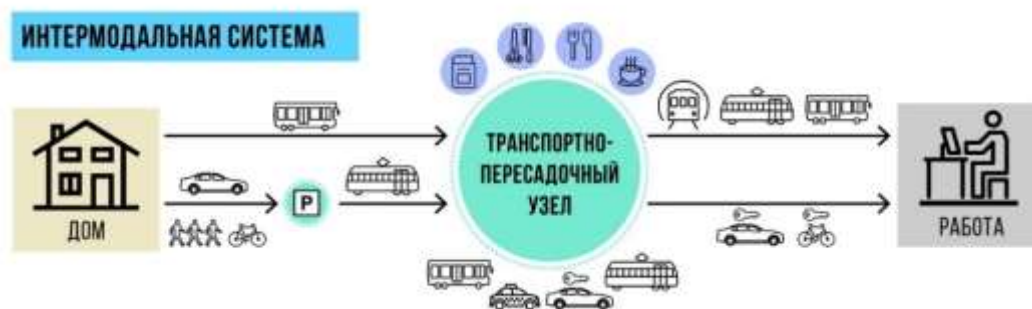 ИНТЕРМОДАЛЬНАЯ СИСТЕМА
ДОМ
P
ТРАНСПОРТНО-
ПЕРЕСАДОЧНЫЙ
УЗЕЛ
РАБОТА